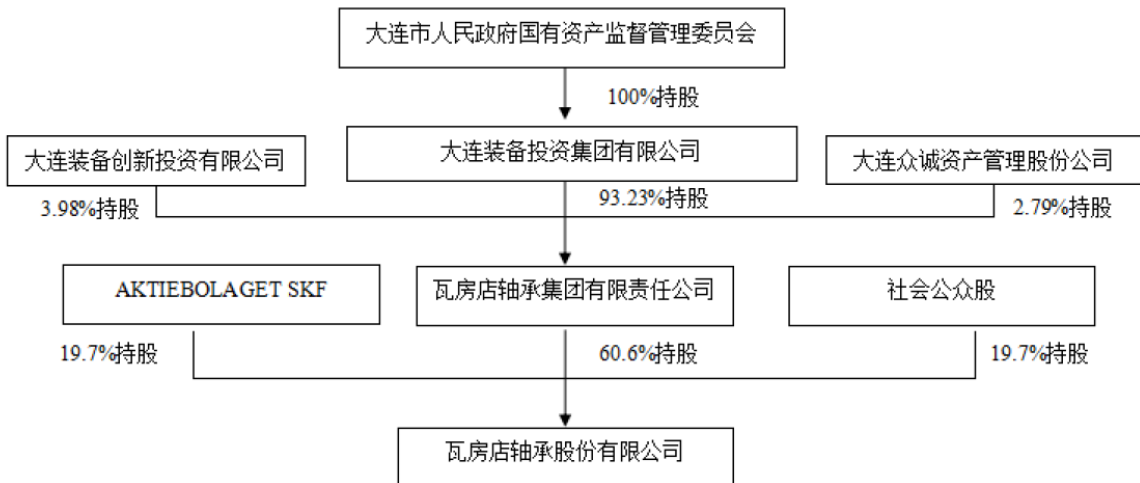 大连市人民政府国有资产监督管理委员会
100%持股
大连装备创新投资有限公司
大连装备投资集团有限公司
大连众诚资产管理股份公司
3.98%持股
93.23%持股
2.79%持股
AKTIEBOLAGET SKF
瓦房店轴承集团有限责任公司
社会公众股
19.7%持股
60.6%持股
19.7%持股
瓦房店轴承股份有限公司